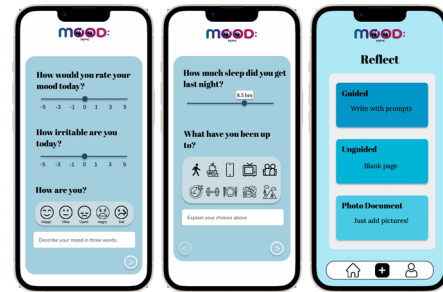 MOOD:
How would you rate your
mood today?
-5 -3 -1 0 1 3 5
How irritable are you
today?
-5 -3 -1 0 1 3 5
How are you?
Happy Okay Upset Angry Sad
Describe your mood in three words.
>
MOOD:
How much sleep did you get
last night?
8.5 hrs
What have you been up
to?
Explain your choices above
< >
MOOD:
Reflect
Guided
Write with prompts
Unguided
Blank page
Photo Document
Just add pictures!